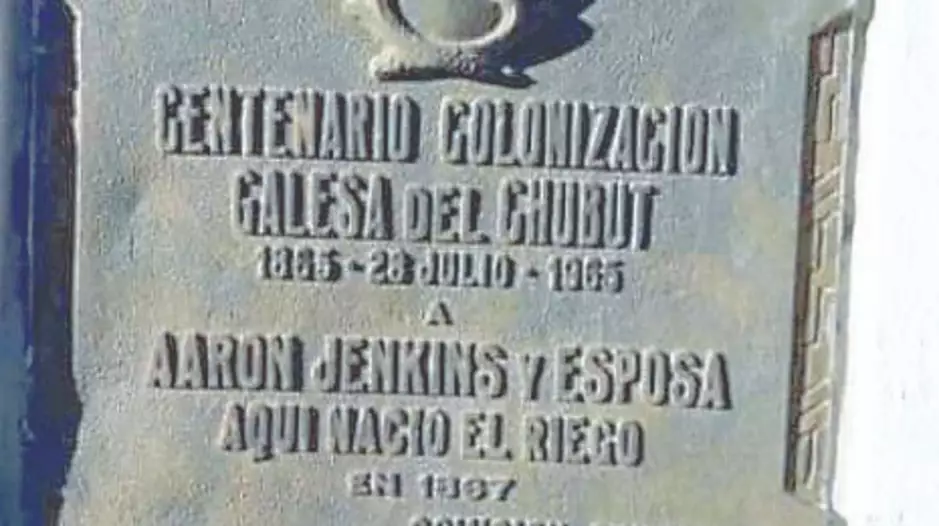 CENTENARIO COLONIZACION
GALESA DEL CHUBUT
1865 - 28 JULIO - 1965
A
AARON JENKINS Y ESPOSA
AQUI NACIO EL RIEGO
EN 1867